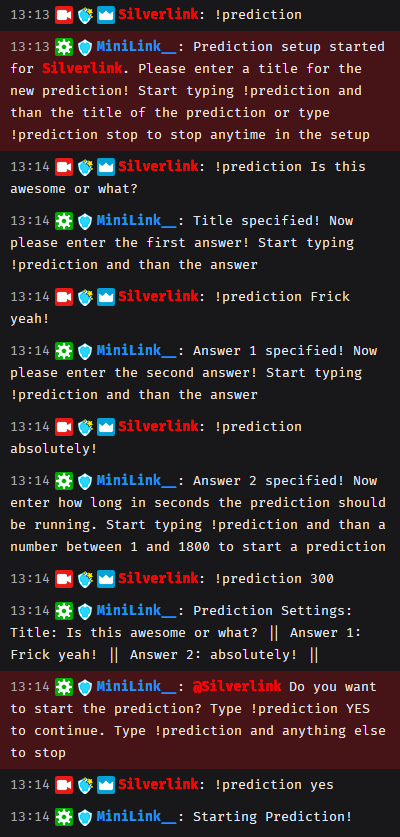 13:13 Silverlink: !prediction
13:13 MiniLink__: Prediction setup started
for Silverlink. Please enter a title for the
new prediction! Start typing !prediction and
than the title of the prediction or type
!prediction stop to stop anytime in the setup
13:14 Silverlink: !prediction Is this
awesome or what?
13:14 MiniLink__: Title specified! Now
please enter the first answer! Start typing
!prediction and than the answer
13:14 Silverlink: !prediction Frick
yeah!
13:14 MiniLink__: Answer 1 specified! Now
please enter the second answer! Start typing
!prediction and than the answer
13:14 Silverlink: !prediction
absolutely!
13:14 MiniLink__: Answer 2 specified! Now
enter how long in seconds the prediction should
be running. Start typing !prediction and than a
number between 1 and 1800 to start a prediction
13:14 Silverlink: !prediction 300
13:14 MiniLink__: Prediction Settings:
Title: Is this awesome or what? || Answer 1:
Frick yeah! || Answer 2: absolutely! ||
13:14 MiniLink__: @Silverlink Do you want
to start the prediction? Type !prediction YES
to continue. Type !prediction and anything else
to stop
13:14 Silverlink: !prediction yes
13:14 MiniLink__: Starting Prediction!